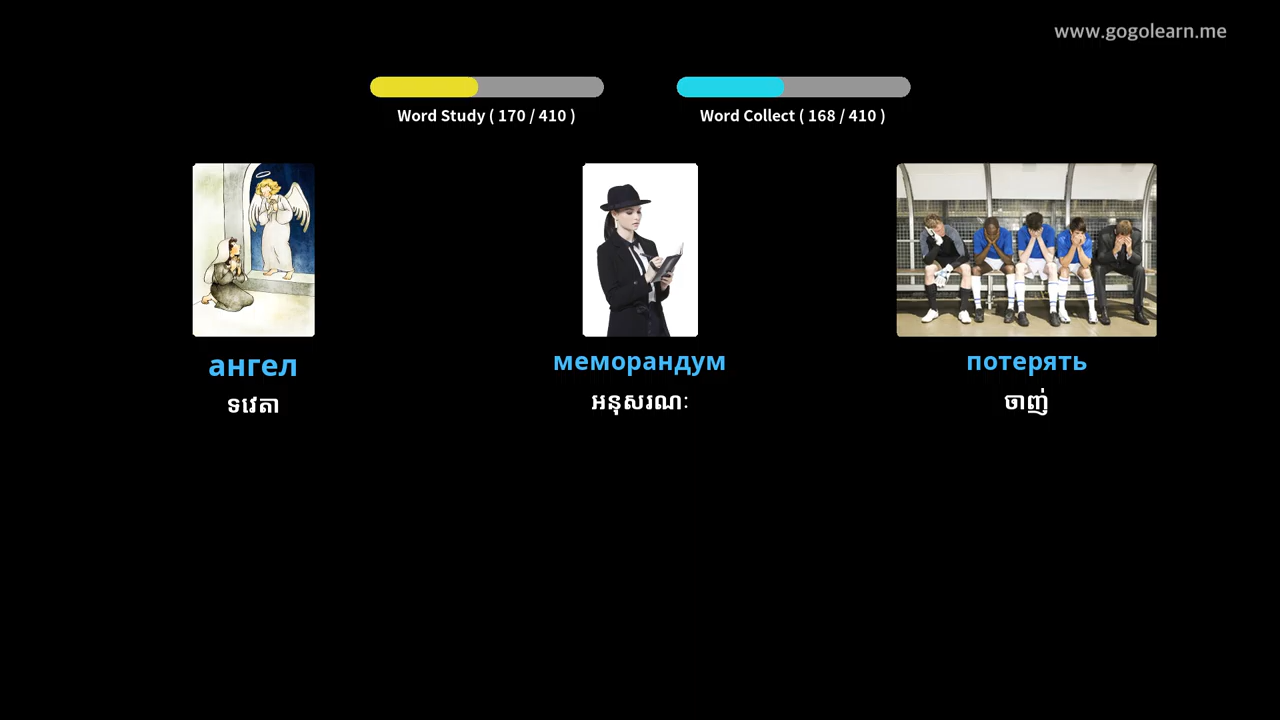 www.gogolearn.me
Word Study ( 170 / 410 )
Word Collect ( 168 / 410 )
ангел
меморандум
потерять
ទវេតា
អនុសរណៈ
ចាញ់